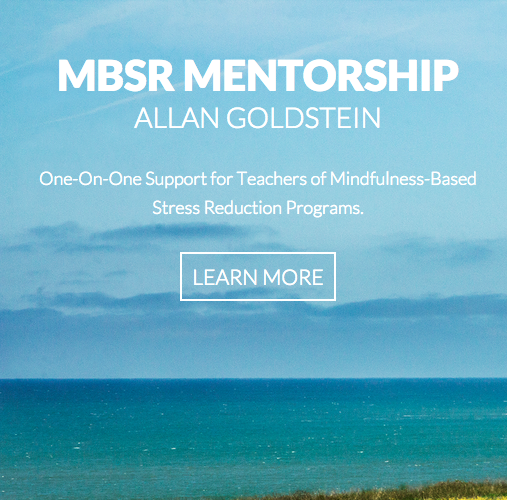 MBSR MENTORSHIP
ALLAN GOLDSTEIN
One-On-One Support for Teachers of Mindfulness-Based
Stress Reduction Programs.
LEARN MORE